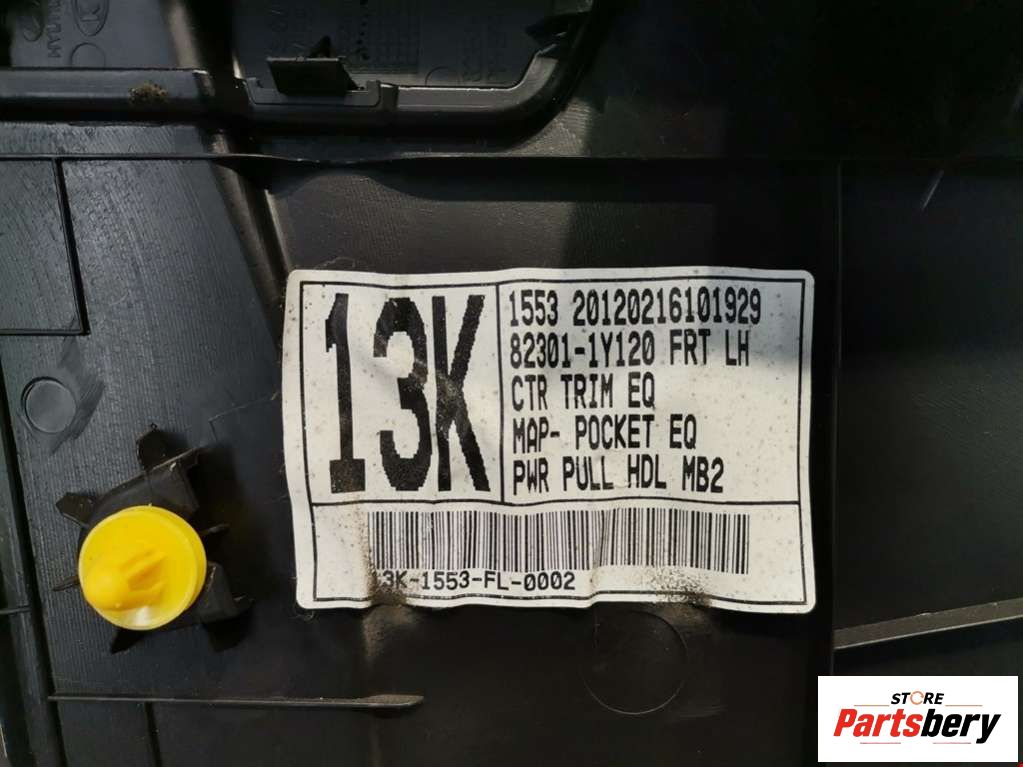 13K
1553 20120216101929
82301-1Y120 FRT LH
CTR TRIM EQ
MAP- POCKET EQ
PWR PULL HDL MB2
13K-1553-FL-0002
STORE
Partsbery